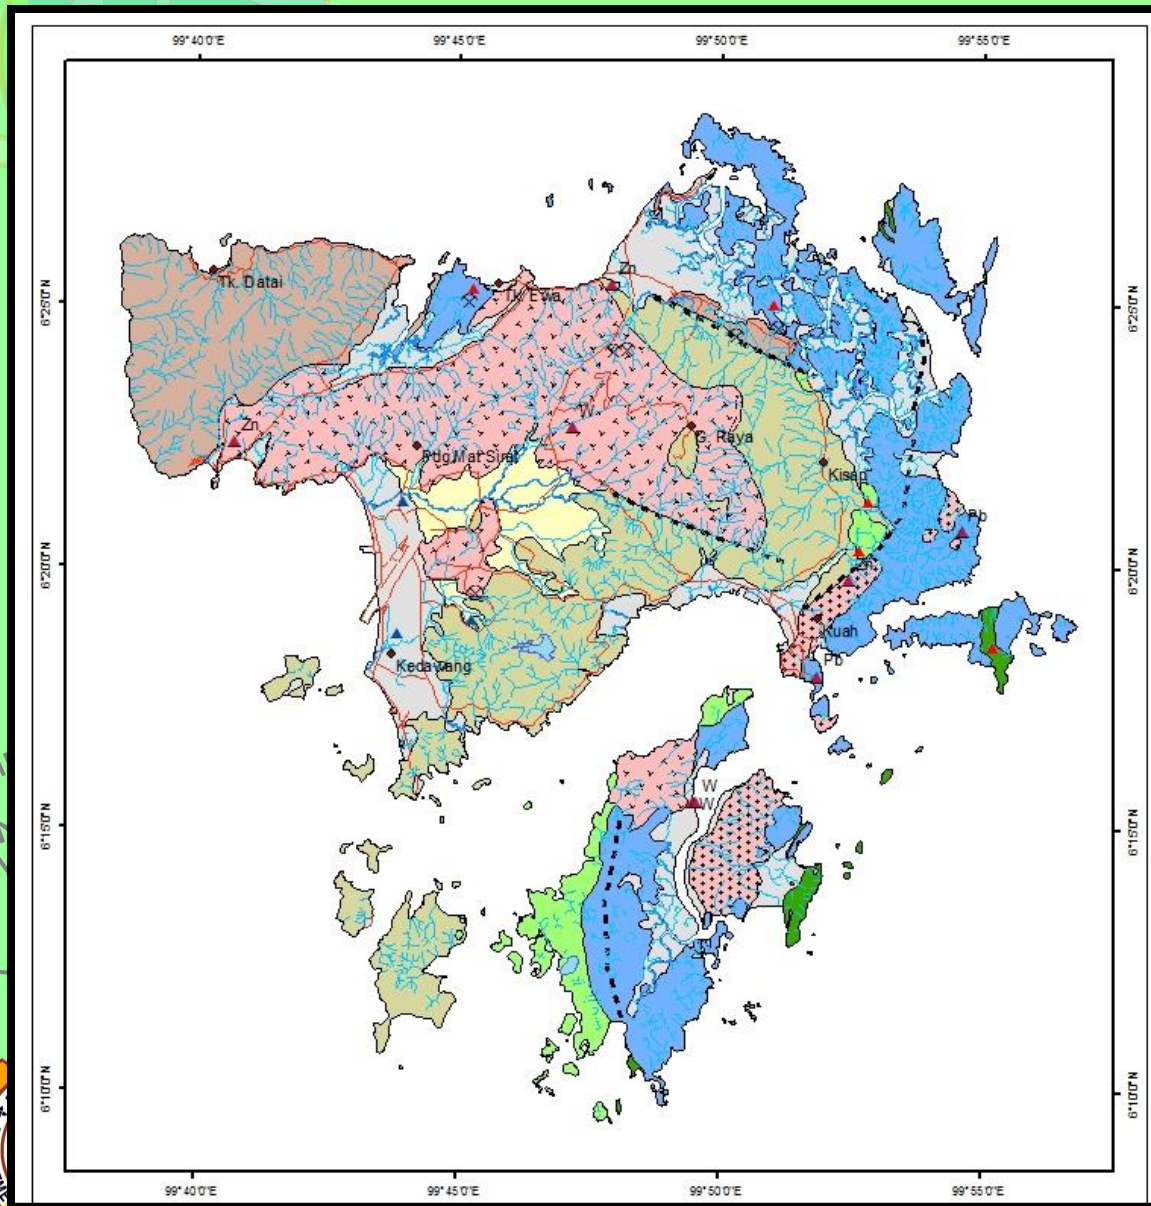 99°40'0"E 99°45'0"E 99°50'0"E 99°55'0"E
6°25'0"N 6°25'0"N
Zn
Tk. Datai
Tk. Ewa
W
Zn
G. Raya
Pdg.Mat Sirat
Kisap
Pb
6°20'0"N 6°20'0"N
Kuah
Kedawang
Pb
W
W
6°15'0"N 6°15'0"N
6°10'0"N 6°10'0"N
99°40'0"E 99°45'0"E 99°50'0"E 99°55'0"E